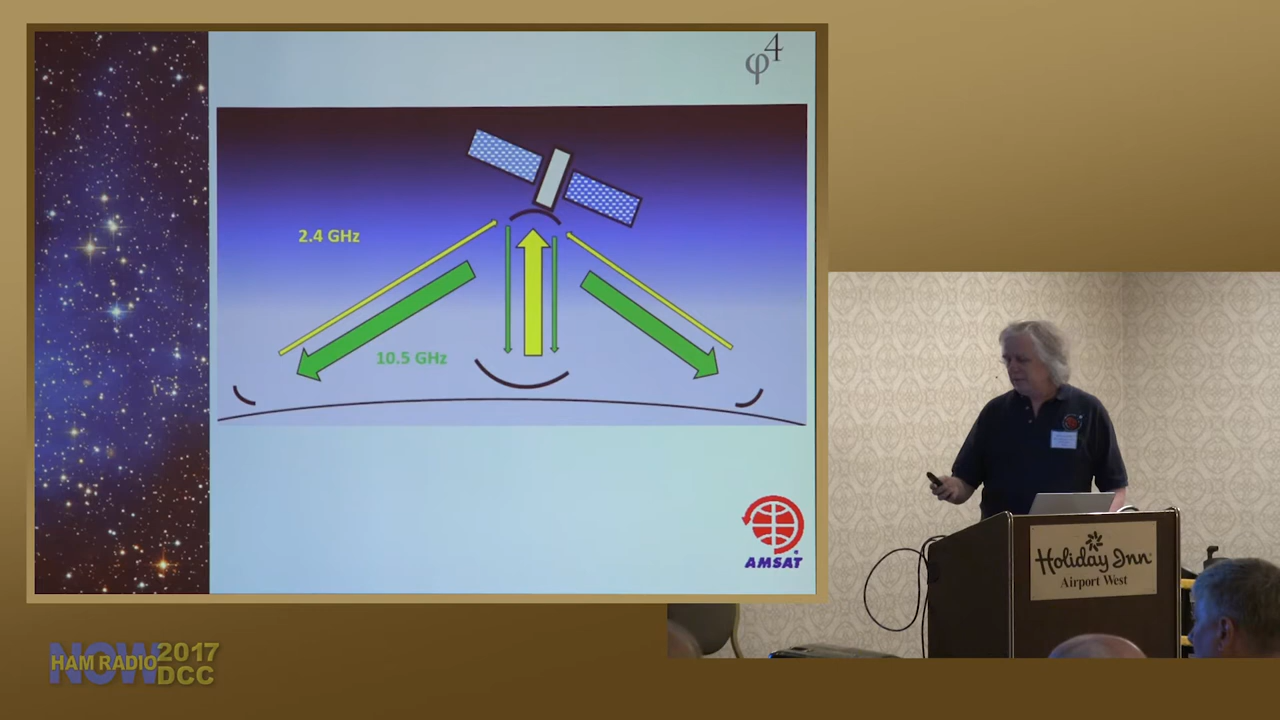 φ4
2.4 GHz
10.5 GHz
AMSAT
Holiday Inn
Airport West
NOW
HAM RADIO 2017
DCC